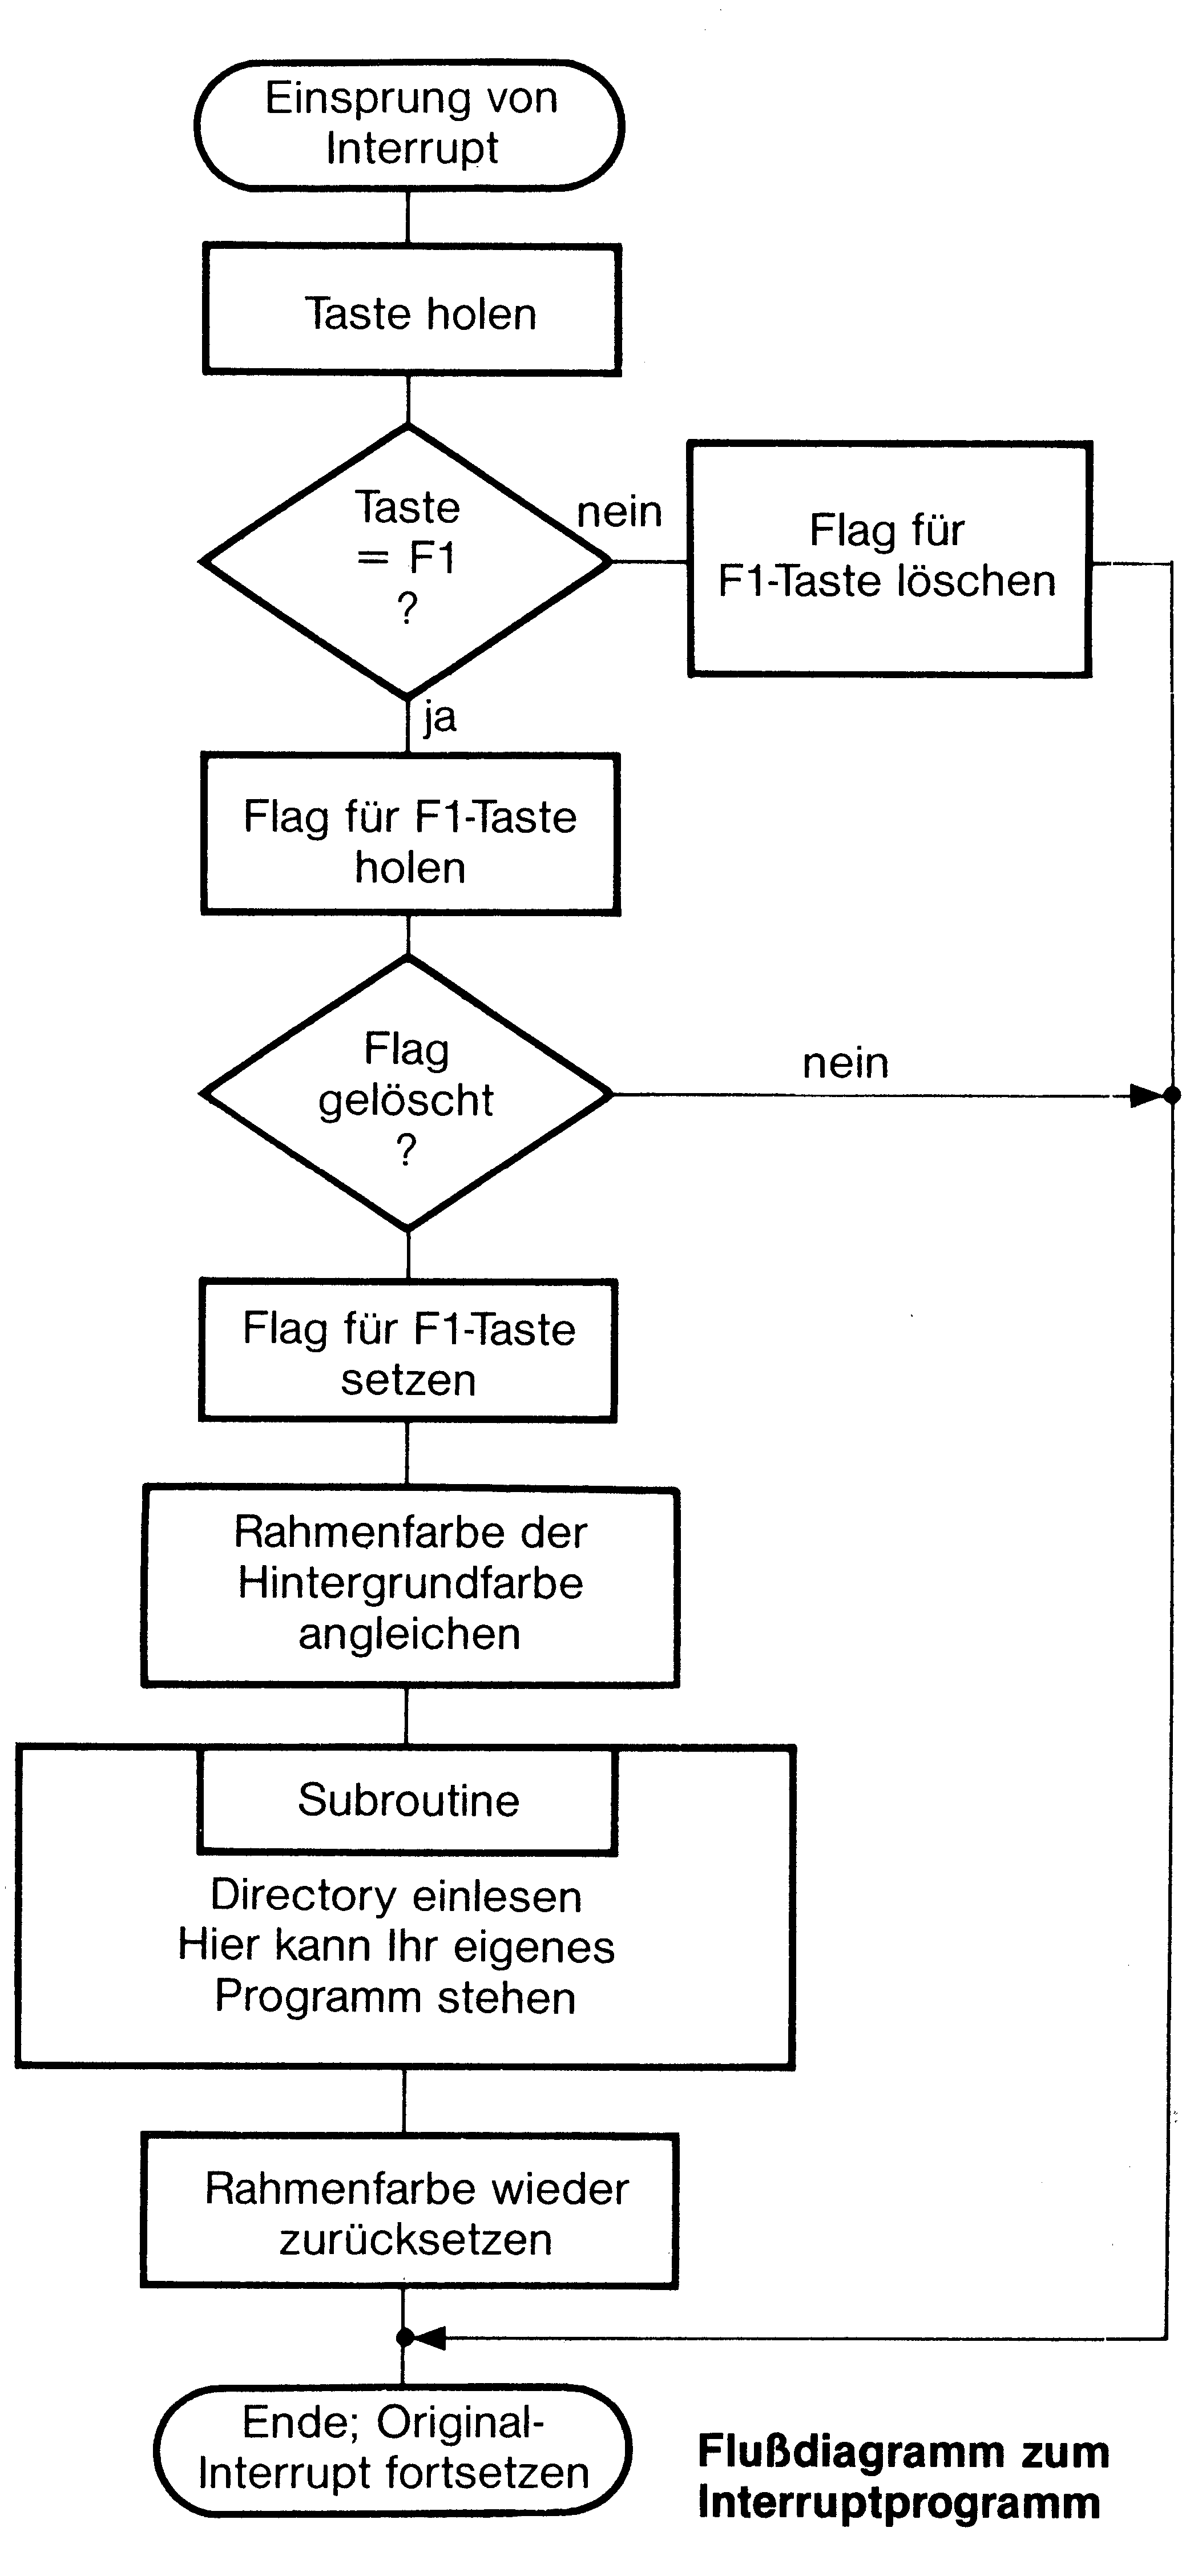 Einsprung von
Interrupt
Taste holen
Taste
= F1
?
nein
Flag für
F1-Taste löschen
ja
Flag für F1-Taste
holen
Flag
gelöscht
?
nein
Flag für F1-Taste
setzen
Rahmenfarbe der
Hintergrundfarbe
angleichen
Subroutine
Directory einlesen
Hier kann Ihr eigenes
Programm stehen
Rahmenfarbe wieder
zurücksetzen
Ende; Original-
Interrupt fortsetzen
Flußdiagramm zum
Interruptprogramm